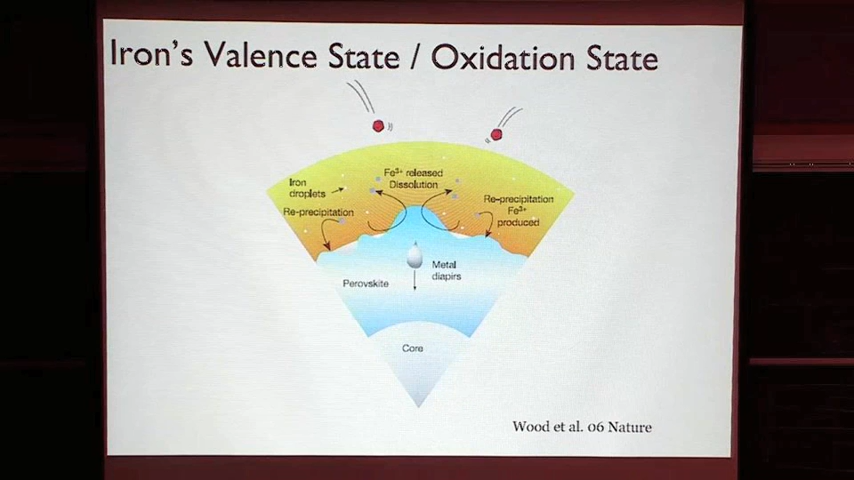 Iron's Valence State / Oxidation State
Fe³⁺ released
Dissolution
Iron
droplets
Re-precipitation
Re-precipitation
Fe³⁺
produced
Metal
diapirs
Perovskite
Core
Wood et al. 06 Nature